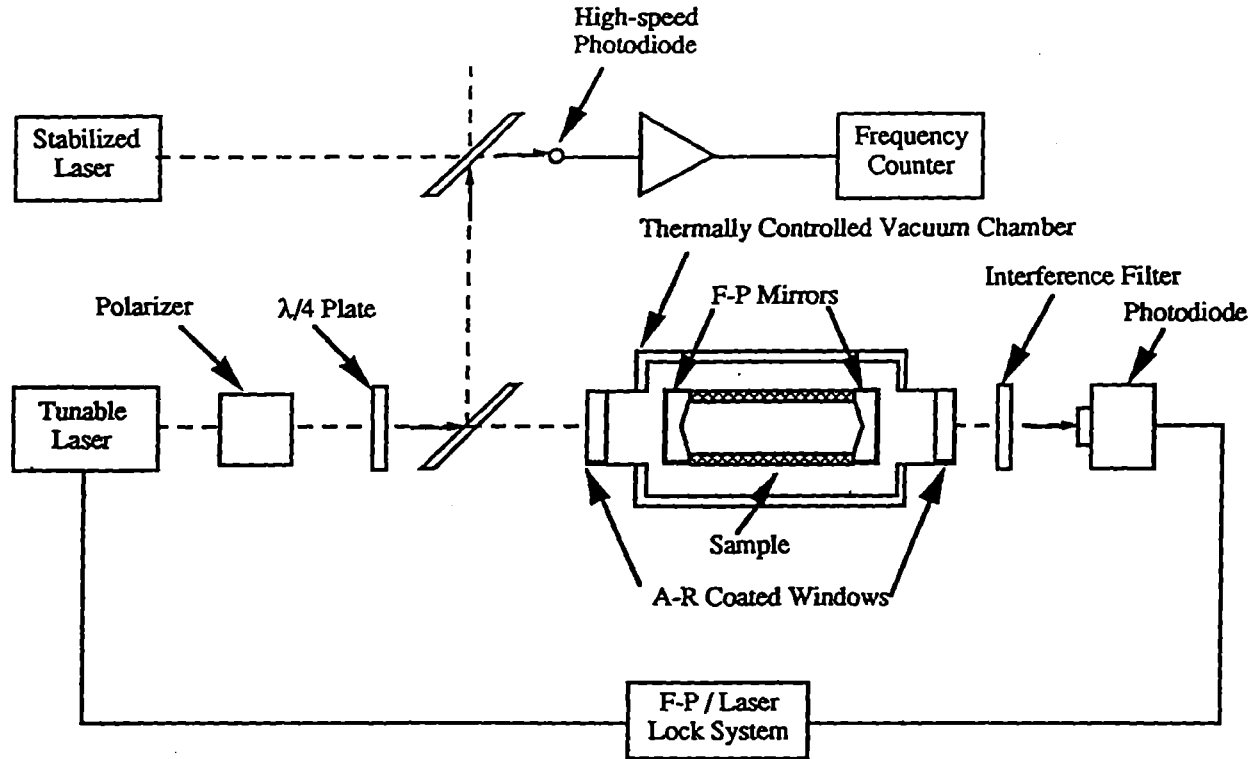 High-speed
Photodiode
Stabilized
Laser
Frequency
Counter
Thermally Controlled Vacuum Chamber
Interference Filter
F-P Mirrors
Photodiode
Polarizer
λ/4 Plate
Tunable
Laser
Sample
A-R Coated Windows
F-P / Laser
Lock System